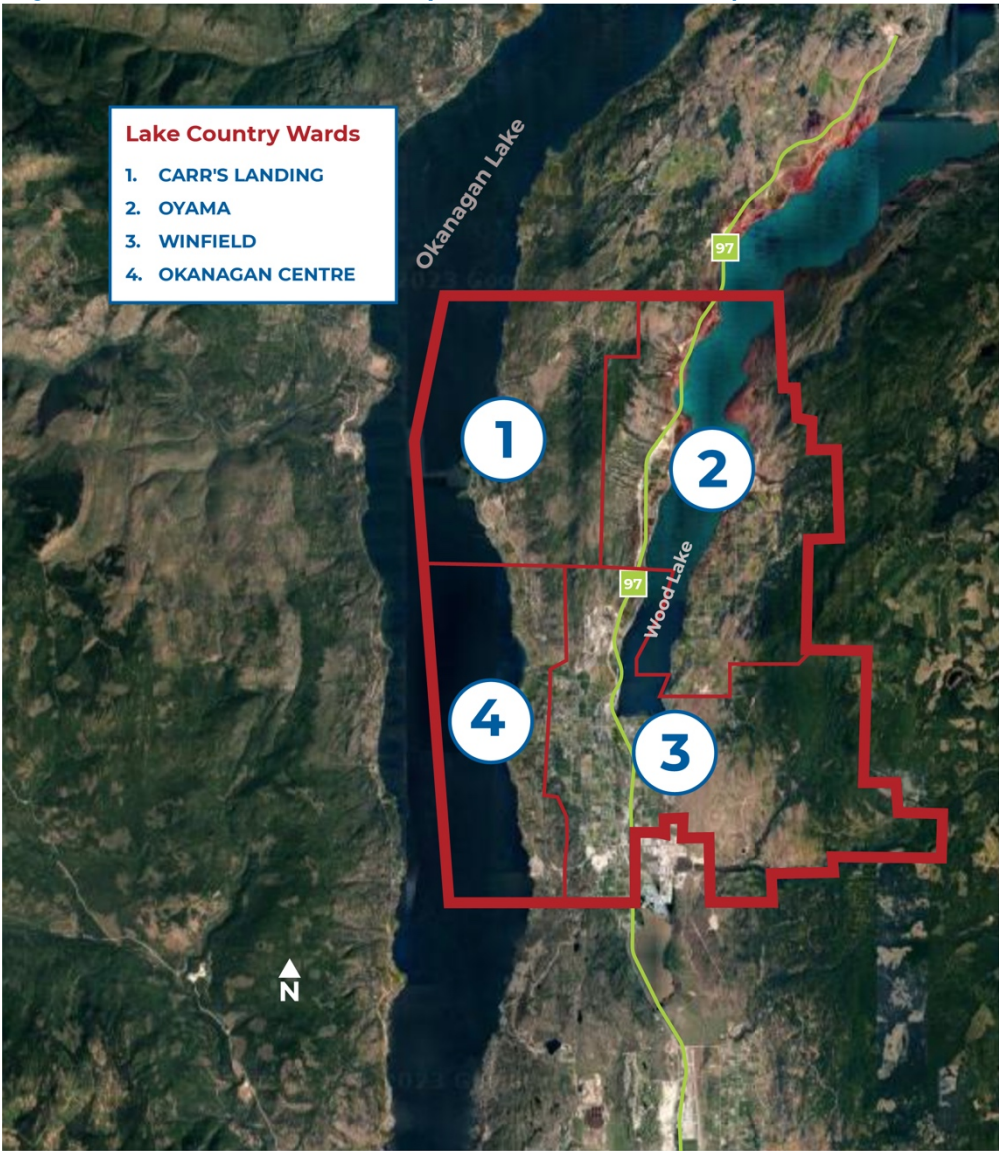 Lake Country Wards
1. CARR'S LANDING
2. OYAMA
3. WINFIELD
4. OKANAGAN CENTRE
Okanagan Lake
97
1
2
97
Wood Lake
4
3
N